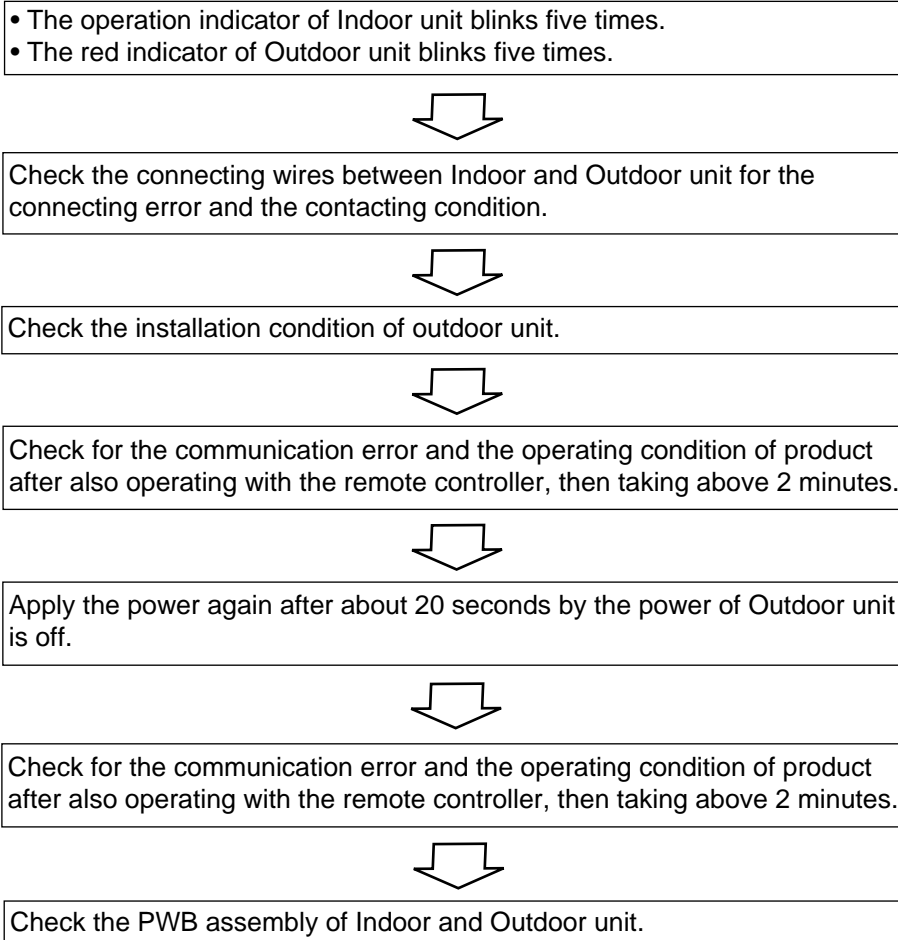 • The operation indicator of Indoor unit blinks five times.
• The red indicator of Outdoor unit blinks five times.
Check the connecting wires between Indoor and Outdoor unit for the
connecting error and the contacting condition.
Check the installation condition of outdoor unit.
Check for the communication error and the operating condition of product
after also operating with the remote controller, then taking above 2 minutes.
Apply the power again after about 20 seconds by the power of Outdoor unit
is off.
Check for the communication error and the operating condition of product
after also operating with the remote controller, then taking above 2 minutes.
Check the PWB assembly of Indoor and Outdoor unit.